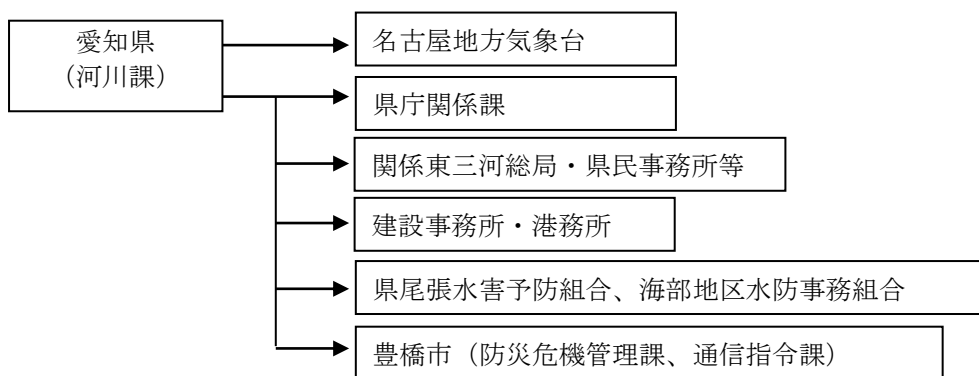 愛知県
（河川課）
名古屋地方気象台
県庁関係課
関係東三河総局・県民事務所等
建設事務所・港務所
県尾張水害予防組合、海部地区水防事務組合
豊橋市（防災危機管理課、通信指令課）